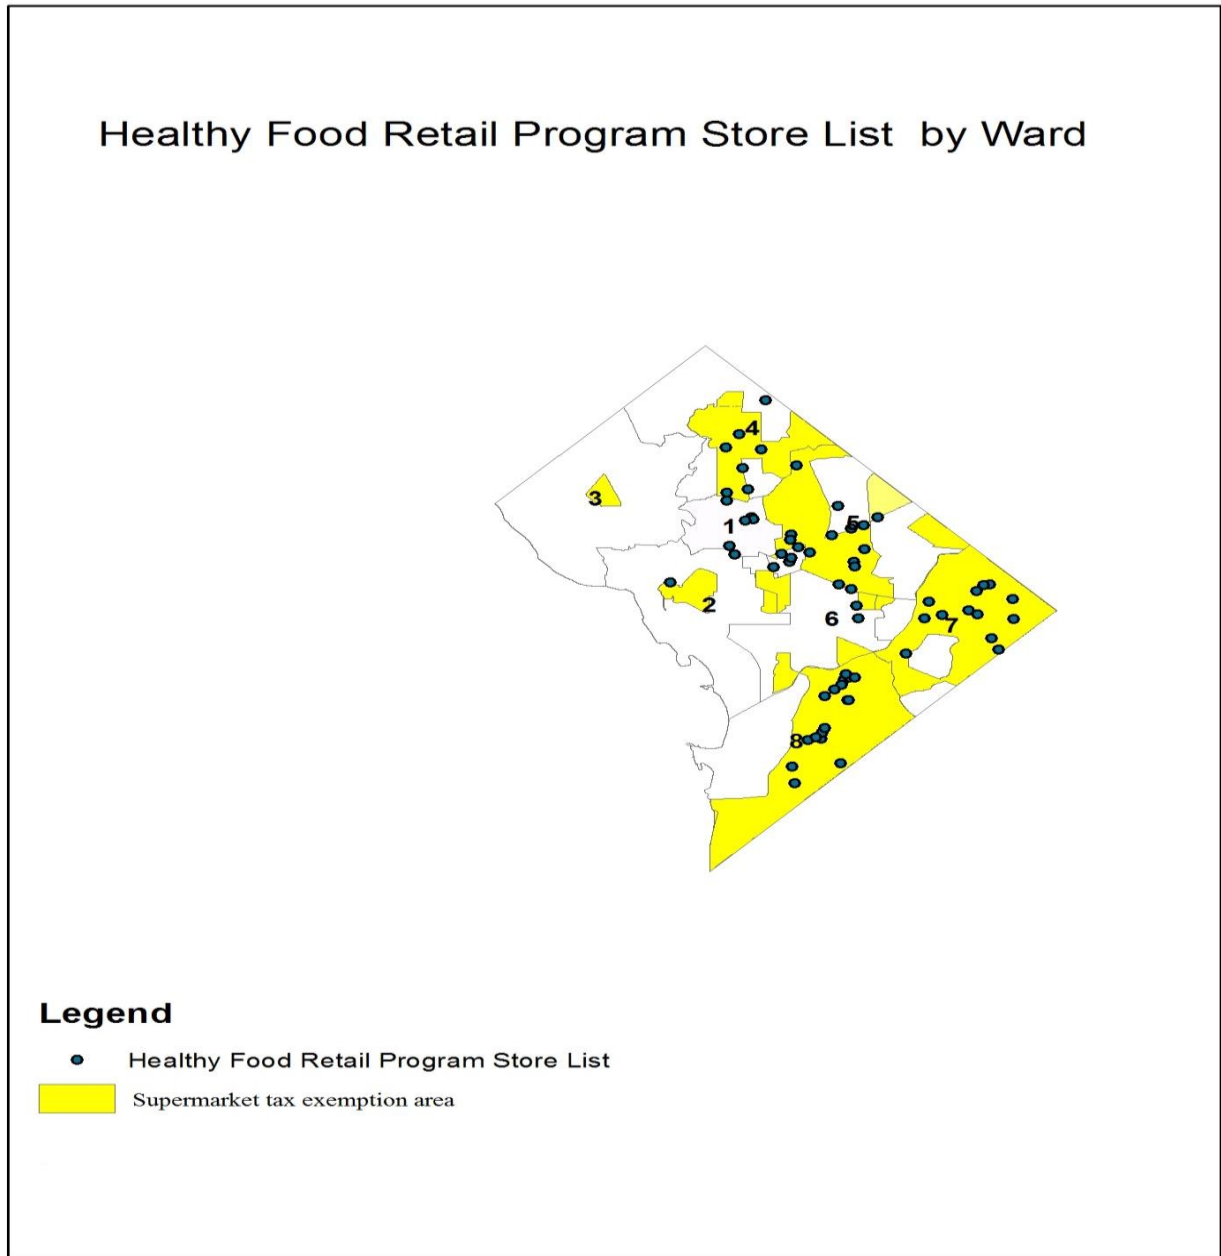 Healthy Food Retail Program Store List by Ward
4
3
5
1
2
6
7
8
Legend
Healthy Food Retail Program Store List
Supermarket tax exemption area